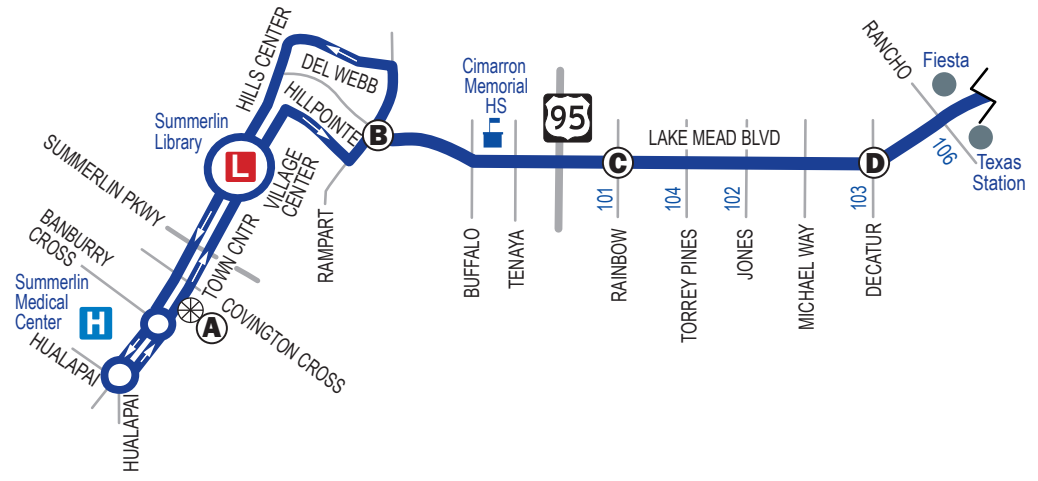 HILLS CENTER
DEL WEBB
HILLPOINTE
Summerlin
Library
L
VILLAGE
CENTER
B
RAMPART
Cimarron
Memorial
HS
95
LAKE MEAD BLVD
C
D
RANCHO
Fiesta
106
Texas
Station
101
104
102
103
BUFFALO
TENAYA
RAINBOW
TORREY PINES
JONES
MICHAEL WAY
DECATUR
SUMMERLIN PKWY
BANBURRY
CROSS
TOWN CNTR
Summerlin
Medical
Center
H
A
COVINGTON CROSS
HUALAPAI
HUALAPAI